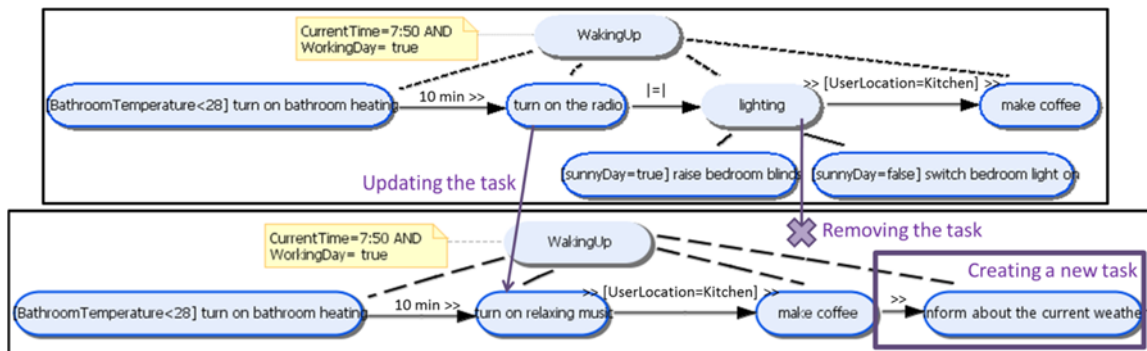 CurrentTime=7:50 AND
WorkingDay= true
WakingUp
[BathroomTemperature<28] turn on bathroom heating
10 min >>
turn on the radio
|=|
lighting
>> [UserLocation=Kitchen] >>
make coffee
[sunnyDay=true] raise bedroom blinds
[sunnyDay=false] switch bedroom light on
Updating the task
Removing the task
CurrentTime=7:50 AND
WorkingDay= true
WakingUp
Creating a new task
[BathroomTemperature<28] turn on bathroom heating
10 min >>
turn on relaxing music
>> [UserLocation=Kitchen] >>
make coffee
>>
nform about the current weathe